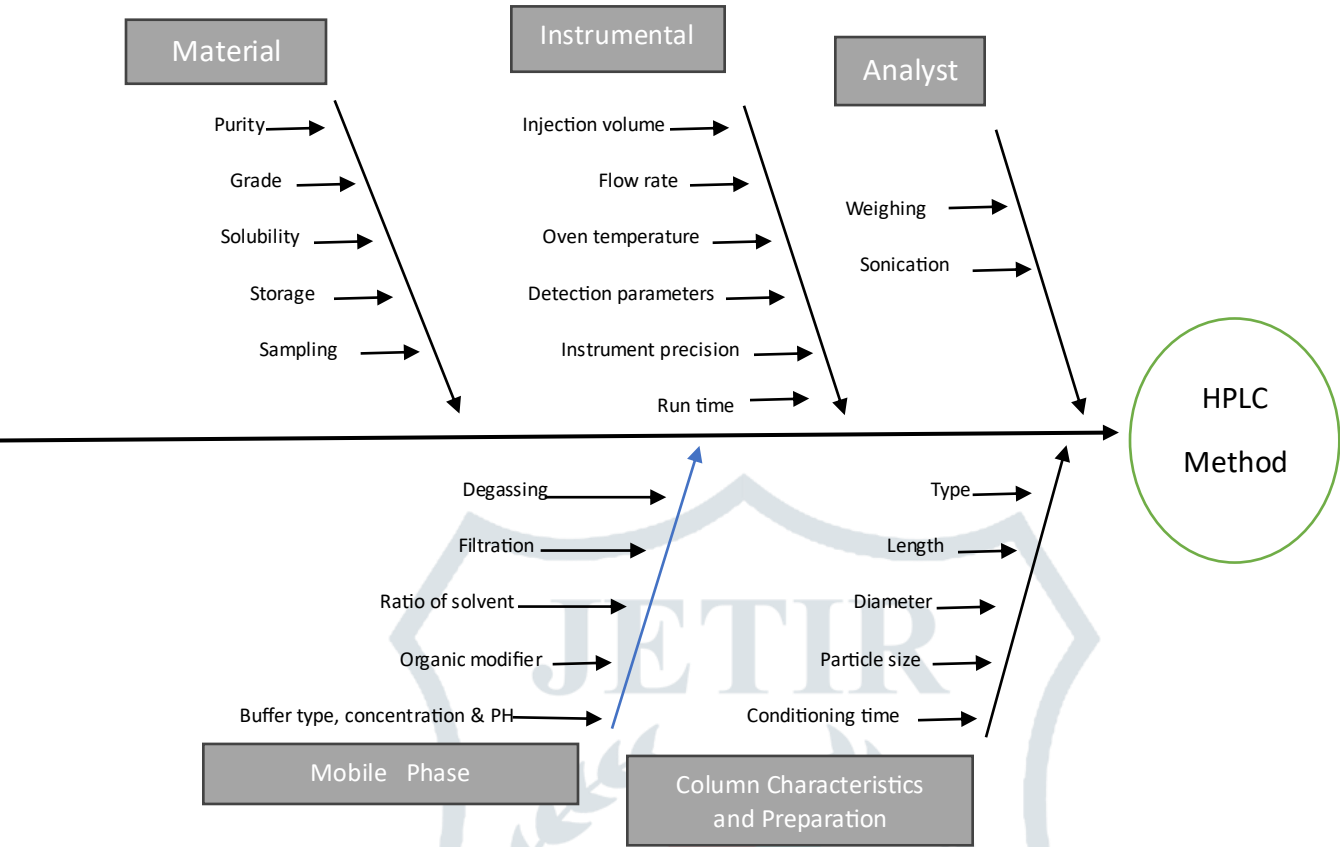 Material
Instrumental
Analyst
Purity
Grade
Solubility
Storage
Sampling
Injection volume
Flow rate
Oven temperature
Detection parameters
Instrument precision
Run time
Weighing
Sonication
HPLC
Method
Degassing
Filtration
Ratio of solvent
Organic modifier
Buffer type, concentration & PH
Mobile Phase
Type
Length
Diameter
Particle size
Conditioning time
Column Characteristics
and Preparation
JETIR